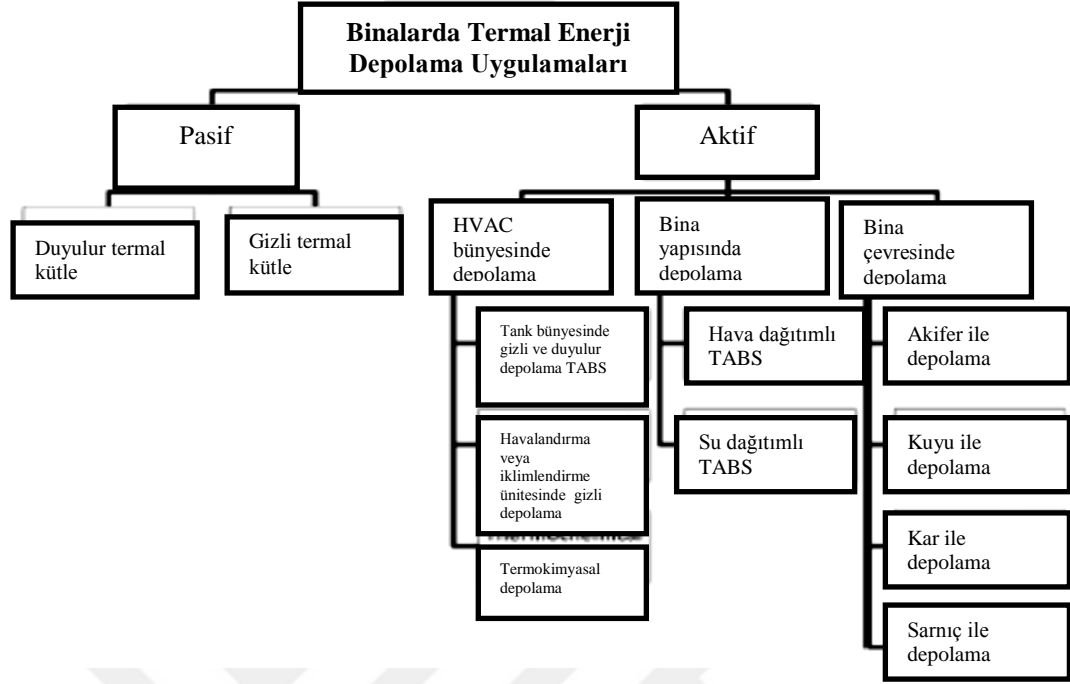 Binalarda Termal Enerji
Depolama Uygulamaları
Pasif
Aktif
Duyulur termal
kütle
Gizli termal
kütle
HVAC
bünyesinde
depolama
Bina
yapısında
depolama
Bina
çevresinde
depolama
Tank bünyesinde
gizli ve duyulur
depolama TABS
Havalandırma
veya
iklimlendirme
ünitesinde gizli
depolama
Termokimyasal
depolama
Hava dağıtımlı
TABS
Su dağıtımlı
TABS
Akifer ile
depolama
Kuyu ile
depolama
Kar ile
depolama
Sarnıç ile
depolama